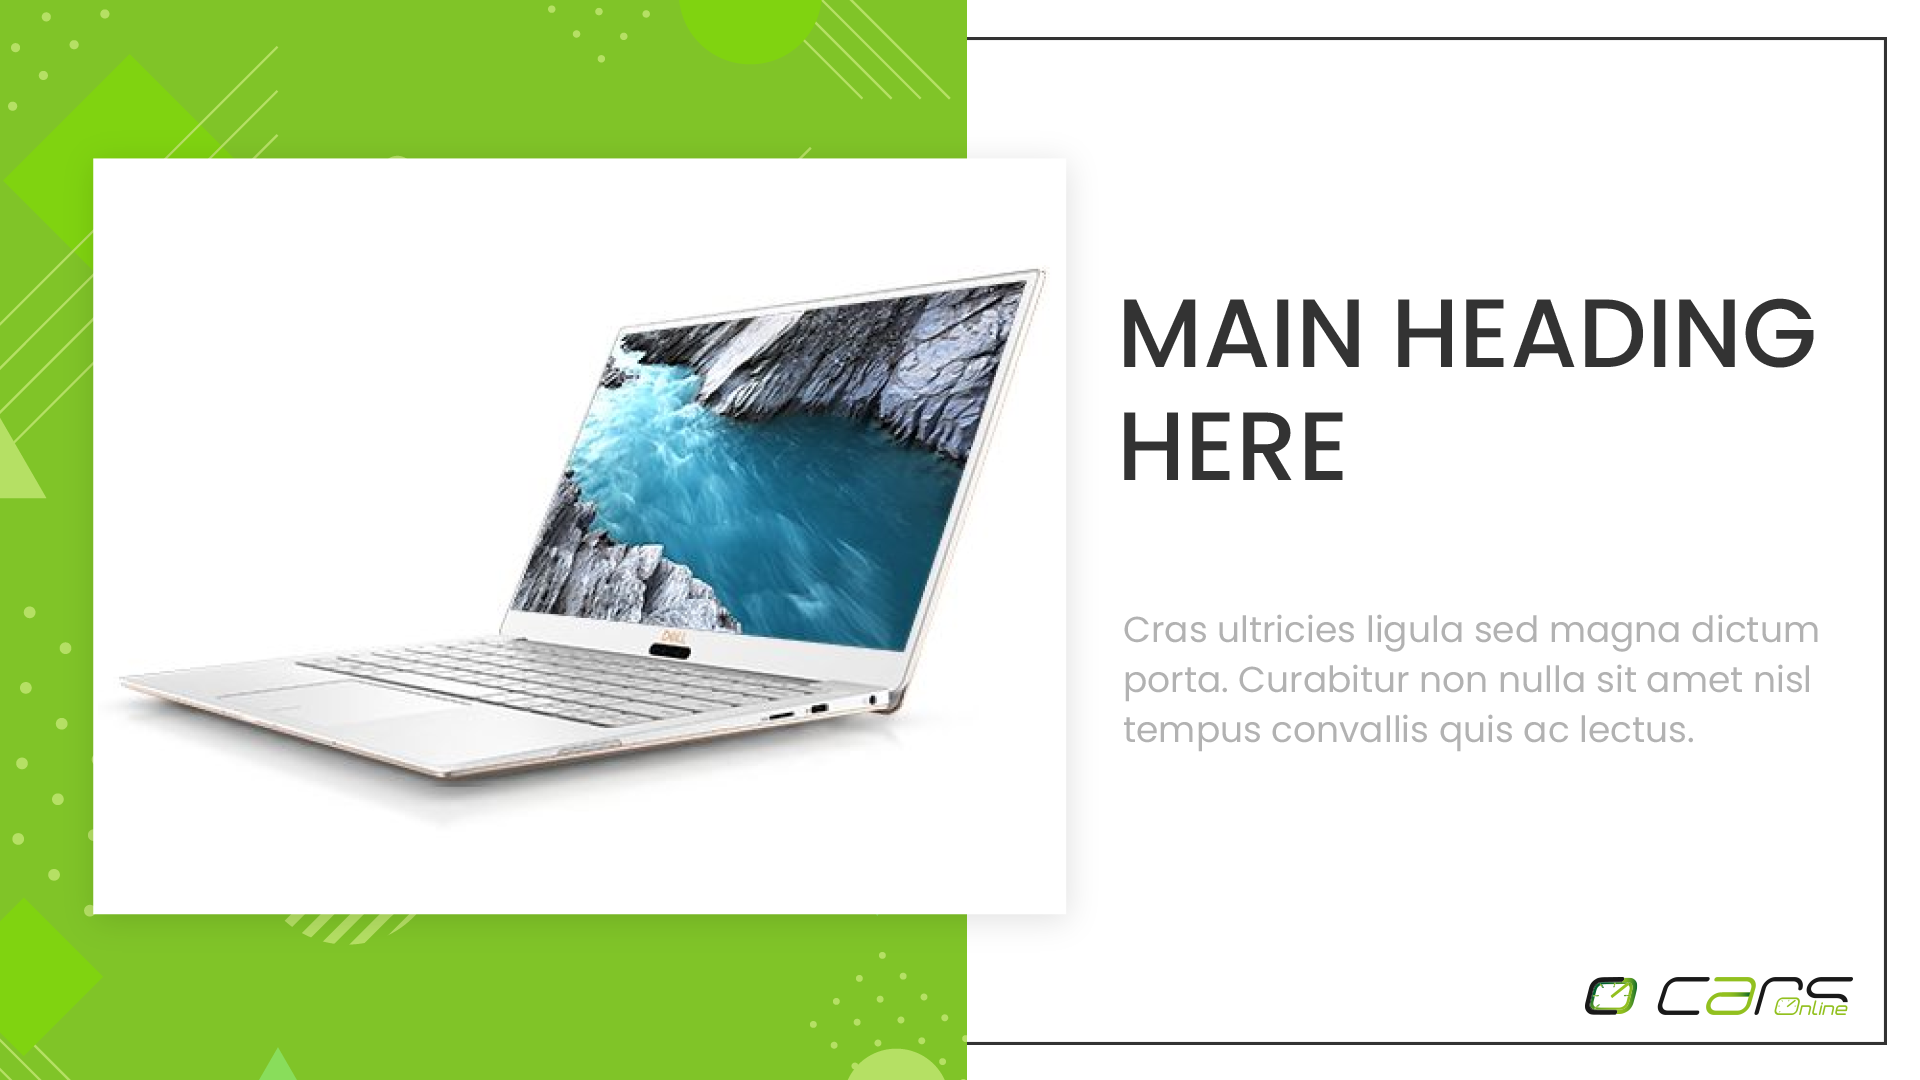 MAIN HEADING
HERE
Cras ultricies ligula sed magna dictum
porta. Curabitur non nulla sit amet nisl
tempus convallis quis ac lectus.
DELL
cars
Online